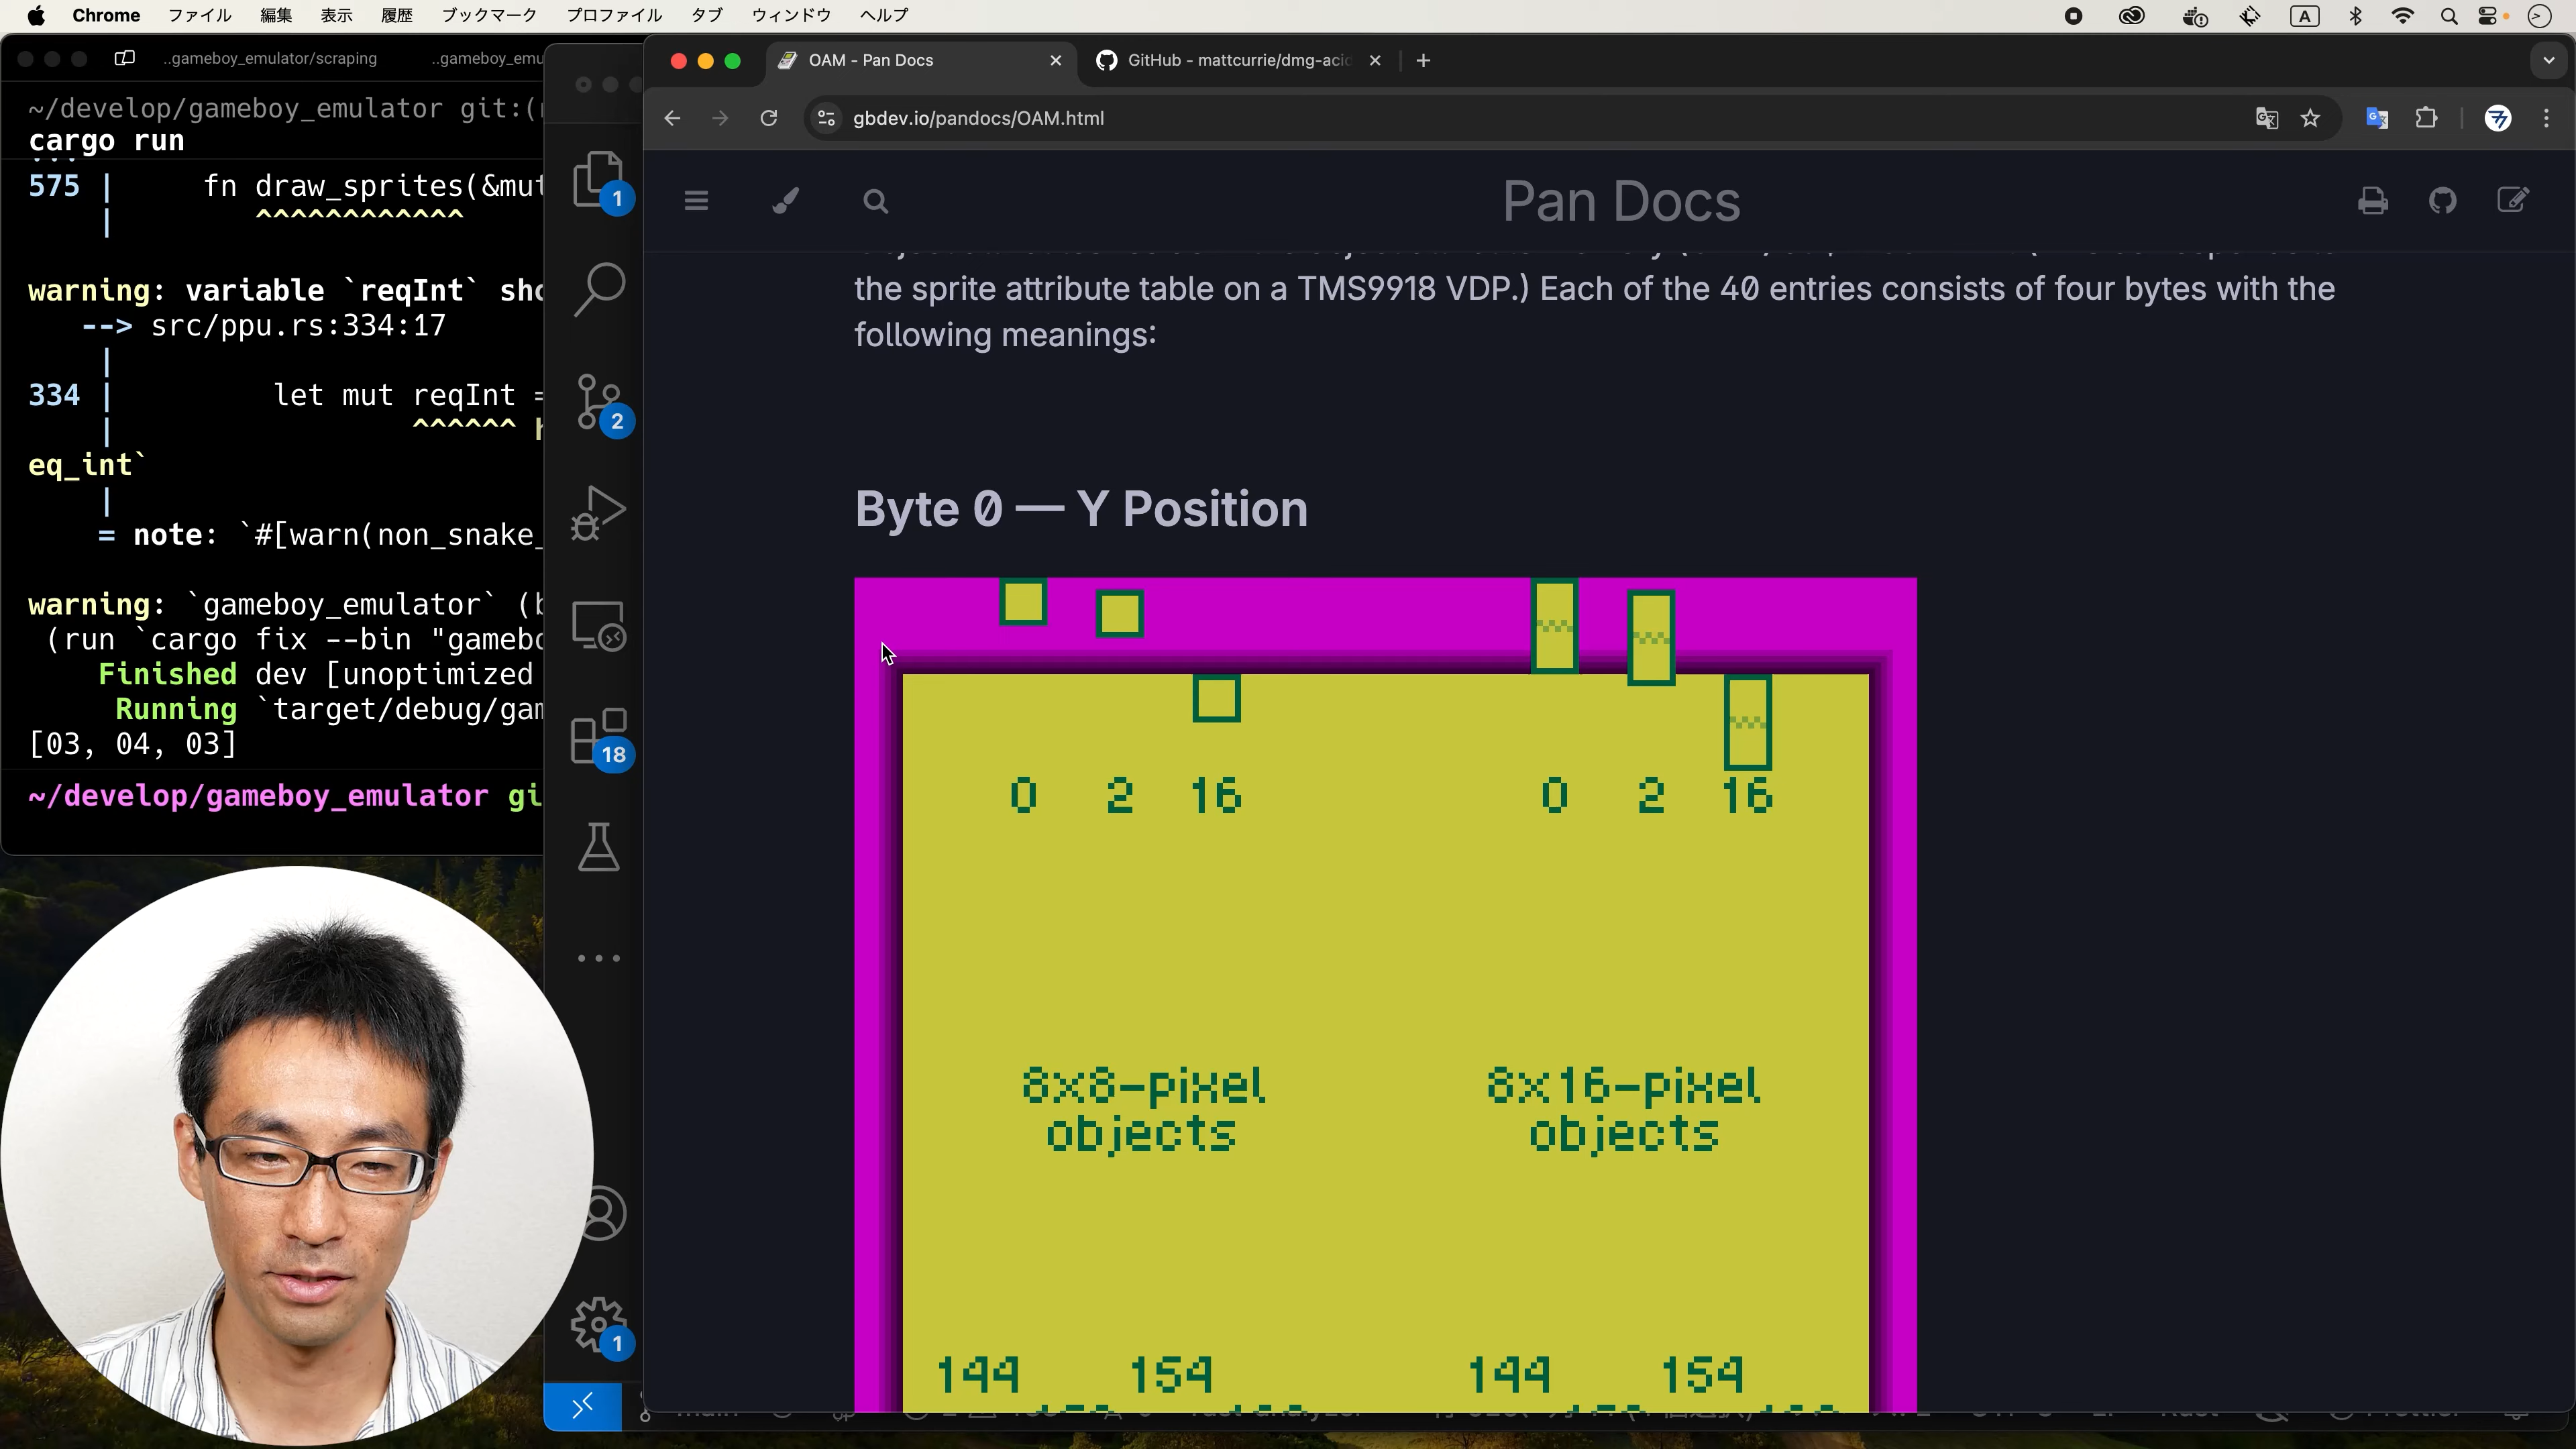 Chrome ファイル 編集 表示 履歴 ブックマーク プロファイル タブ ウィンドウ ヘルプ
..gameboy_emulator/scraping ..gameboy_emu
~/develop/gameboy_emulator git:(
cargo run
575 | fn draw_sprites(&mut
| ^^^^^^^^^^^^
warning: variable `reqInt` sho
--> src/ppu.rs:334:17
|
334 | let mut reqInt =
| ^^^^^^ h
eq_int`
|
= note: `#[warn(non_snake_
warning: `gameboy_emulator` (b
(run `cargo fix --bin "gamebo
Finished dev [unoptimized
Running `target/debug/gam
[03, 04, 03]
~/develop/gameboy_emulator gi
1
2
18
1
OAM - Pan Docs
GitHub - mattcurrie/dmg-acid
gbdev.io/pandocs/OAM.html
Pan Docs
the sprite attribute table on a TMS9918 VDP.) Each of the 40 entries consists of four bytes with the
following meanings:
Byte 0 — Y Position
0 2 16 0 2 16
8x8-pixel
objects
8x16-pixel
objects
144 154 144 154